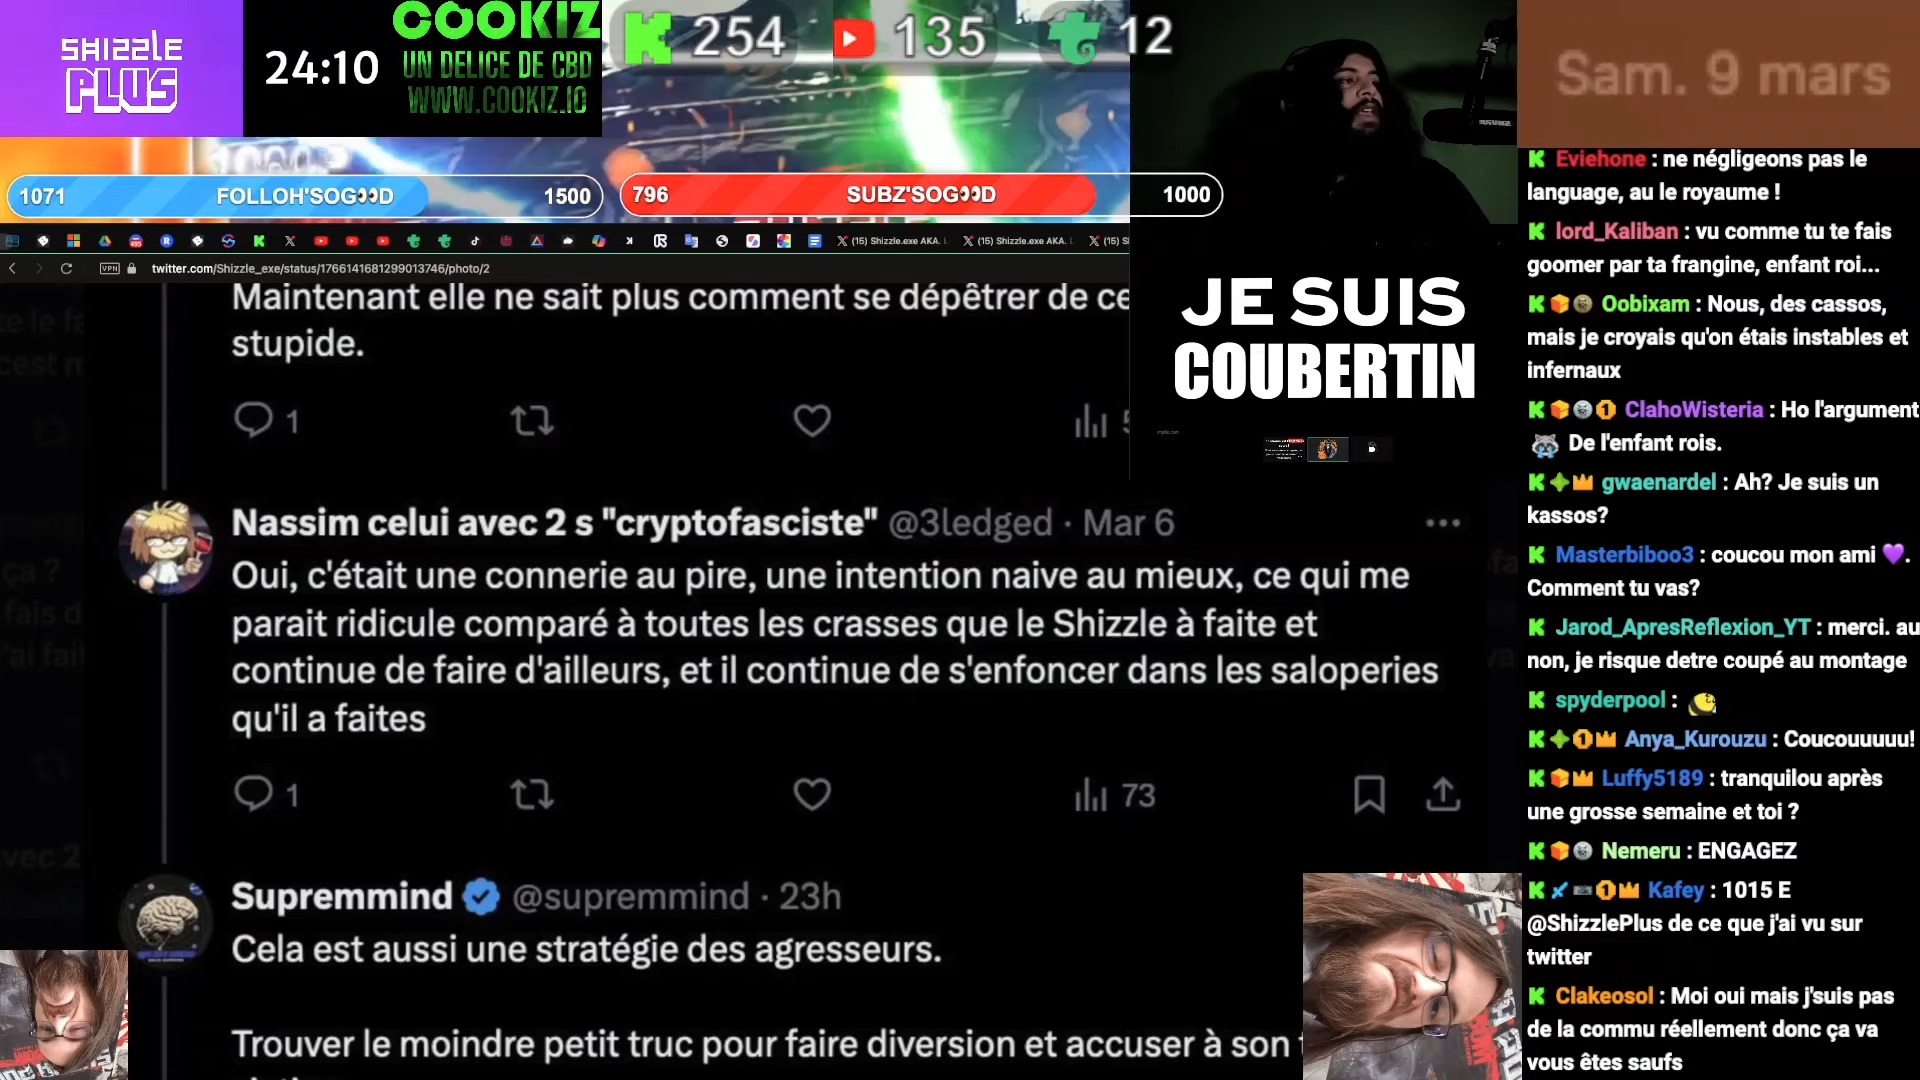 SHIZZLE
PLUS
24:10
COOKIZ
UN DELICE DE CBD
WWW.COOKIZ.IO
254
135
12
Sam. 9 mars
1071
FOLLOH'SOG👀D
1500
796
SUBZ'SOG👀D
1000
(15) Shizzle.exe AKA.
(15) Shizzle.exe AKA.
(15) S
VPN
twitter.com/Shizzle_exe/status/1766141681299013746/photo/2
Maintenant elle ne sait plus comment se dépêtrer de ce
stupide.
1
JE SUIS
COUBERTIN
Nassim celui avec 2 s "cryptofasciste" @3ledged · Mar 6
Oui, c'était une connerie au pire, une intention naive au mieux, ce qui me
parait ridicule comparé à toutes les crasses que le Shizzle à faite et
continue de faire d'ailleurs, et il continue de s'enfoncer dans les saloperies
qu'il a faites
1
73
Supremmind @supremmind · 23h
Cela est aussi une stratégie des agresseurs.
Trouver le moindre petit truc pour faire diversion et accuser à son
Eviehone : ne négligeons pas le
language, au le royaume !
lord_Kaliban : vu comme tu te fais
goomer par ta frangine, enfant roi...
Oobixam : Nous, des cassos,
mais je croyais qu'on étais instables et
infernaux
ClahoWisteria : Ho l'argument
De l'enfant rois.
gwaenardel : Ah? Je suis un
kassos?
Masterbiboo3 : coucou mon ami 💜.
Comment tu vas?
Jarod_ApresReflexion_YT : merci. au
non, je risque detre coupé au montage
spyderpool :
Anya_Kurouzu : Coucouuuuu!
Luffy5189 : tranquilou après
une grosse semaine et toi ?
Nemeru : ENGAGEZ
Kafey : 1015 E
@ShizzlePlus de ce que j'ai vu sur
twitter
Clakeosol : Moi oui mais j'suis pas
de la commu réellement donc ça va
vous êtes saufs